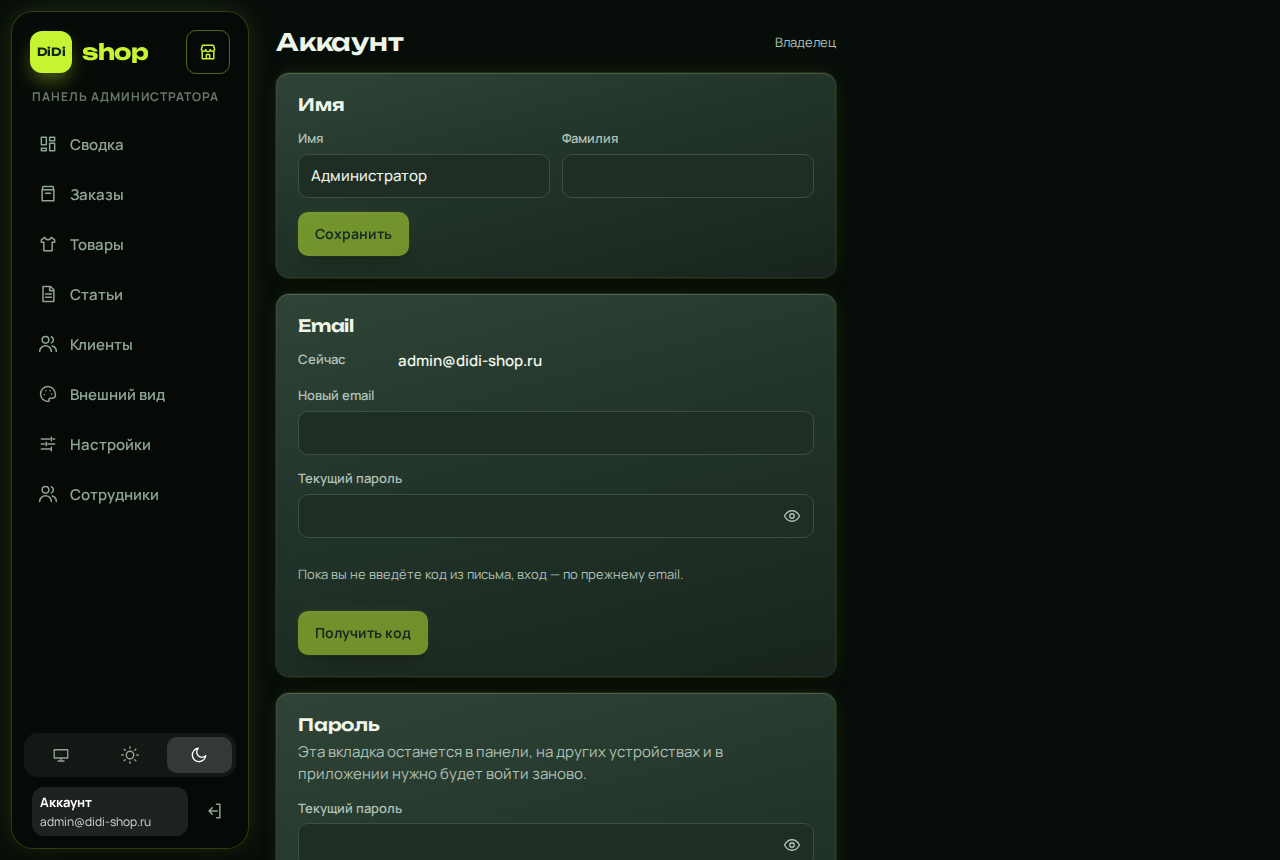 DiDi shop
ПАНЕЛЬ АДМИНИСТРАТОРА
Сводка
Заказы
Товары
Статьи
Клиенты
Внешний вид
Настройки
Сотрудники
Аккаунт
admin@didi-shop.ru
Аккаунт
Владелец
Имя
Имя
Фамилия
Администратор
Сохранить
Email
Сейчас
admin@didi-shop.ru
Новый email
Текущий пароль
Пока вы не введёте код из письма, вход — по прежнему email.
Получить код
Пароль
Эта вкладка останется в панели, на других устройствах и в
приложении нужно будет войти заново.
Текущий пароль